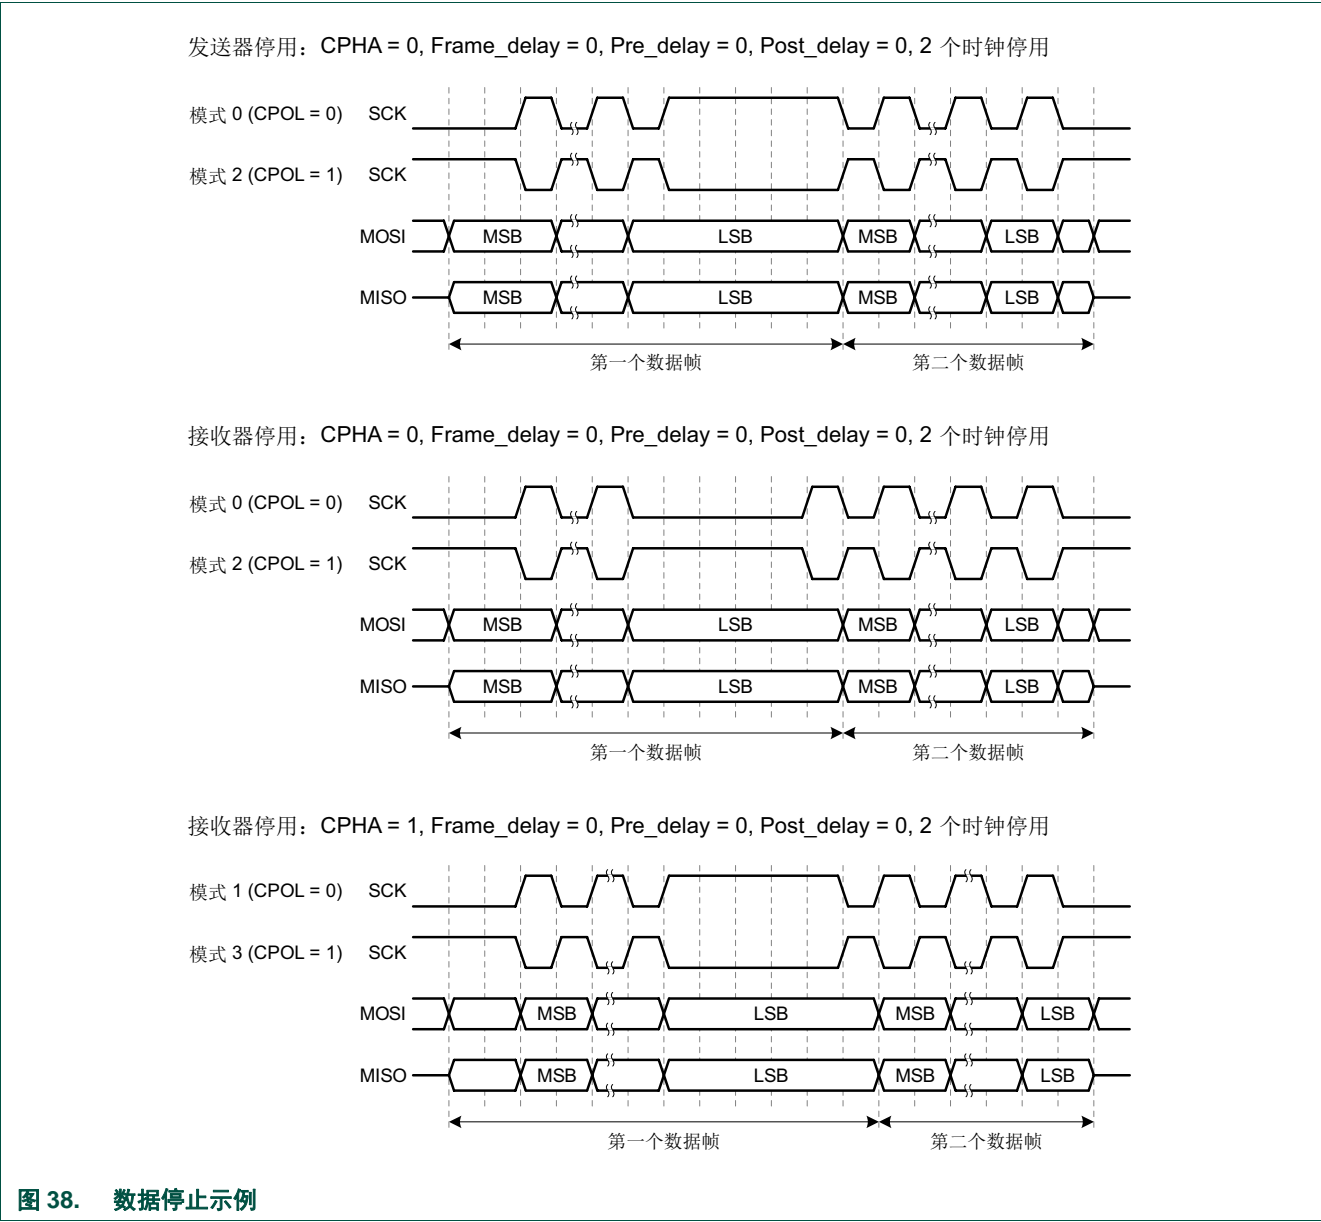 发送器停用：CPHA = 0, Frame_delay = 0, Pre_delay = 0, Post_delay = 0, 2 个时钟停用
模式 0 (CPOL = 0) SCK
模式 2 (CPOL = 1) SCK
MOSI MSB LSB MSB LSB
MISO MSB LSB MSB LSB
第一个数据帧 第二个数据帧
接收器停用：CPHA = 0, Frame_delay = 0, Pre_delay = 0, Post_delay = 0, 2 个时钟停用
模式 0 (CPOL = 0) SCK
模式 2 (CPOL = 1) SCK
MOSI MSB LSB MSB LSB
MISO MSB LSB MSB LSB
第一个数据帧 第二个数据帧
接收器停用：CPHA = 1, Frame_delay = 0, Pre_delay = 0, Post_delay = 0, 2 个时钟停用
模式 1 (CPOL = 0) SCK
模式 3 (CPOL = 1) SCK
MOSI MSB LSB MSB LSB
MISO MSB LSB MSB LSB
第一个数据帧 第二个数据帧
图 38. 数据停止示例